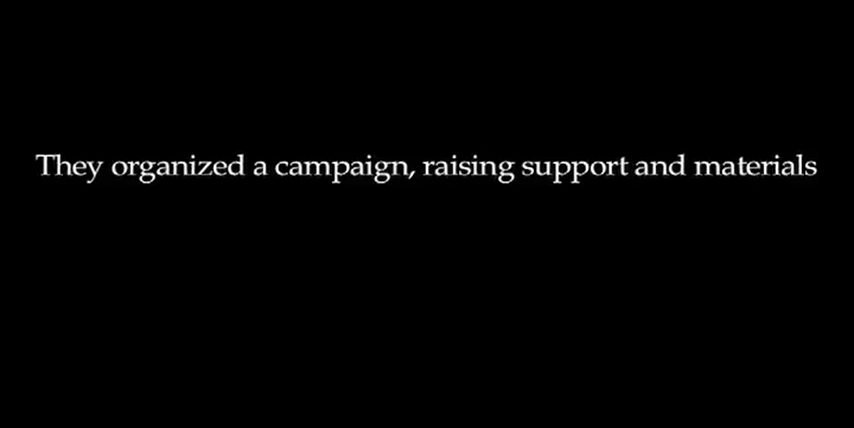 They organized a campaign, raising support and materials